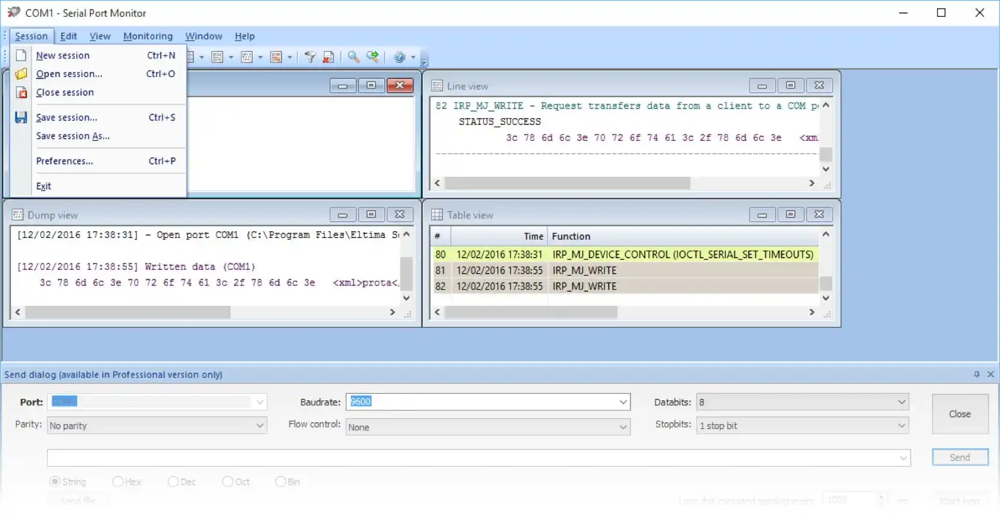 COM1 - Serial Port Monitor
Session Edit View Monitoring Window Help
New session Ctrl+N
Open session... Ctrl+O
Close session
Save session... Ctrl+S
Save session As...
Preferences... Ctrl+P
Exit
Line view
82 IRP_MJ_WRITE - Request transfers data from a client to a COM p
STATUS_SUCCESS
3c 78 6d 6c 3e 70 72 6f 74 61 3c 2f 78 6d 6c 3e <xml
--------------------------------------------------------------------
Dump view
[12/02/2016 17:38:31] - Open port COM1 (C:\Program Files\Eltima S
[12/02/2016 17:38:55] Written data (COM1)
3c 78 6d 6c 3e 70 72 6f 74 61 3c 2f 78 6d 6c 3e <xml>prota<
Table view
# Time Function
80 12/02/2016 17:38:31 IRP_MJ_DEVICE_CONTROL (IOCTL_SERIAL_SET_TIMEOUTS)
81 12/02/2016 17:38:55 IRP_MJ_WRITE
82 12/02/2016 17:38:55 IRP_MJ_WRITE
Send dialog (available in Professional version only)
Port: Baudrate: 9600 Databits: 8 Close
Parity: No parity Flow control: None Stopbits: 1 stop bit
Send
String Hex Dec Oct Bin
Send file 1000 Start loop